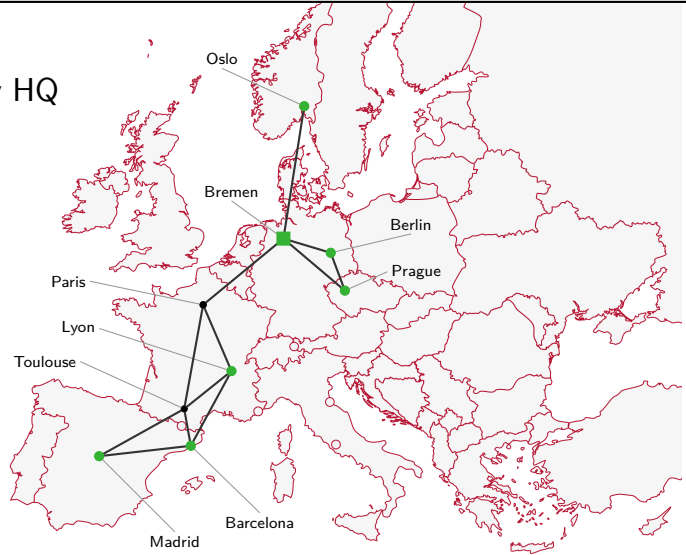 Oslo
HQ
Bremen
Berlin
Prague
Paris
Lyon
Toulouse
Barcelona
Madrid